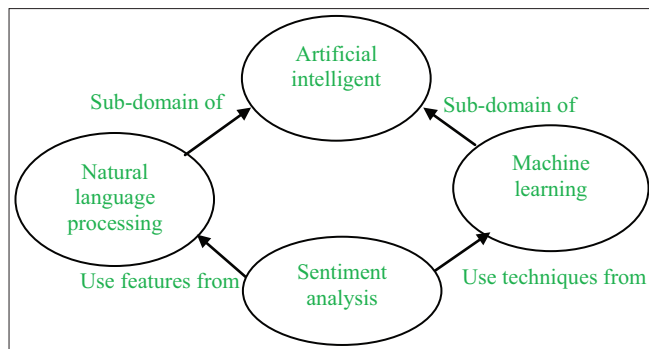 Artificial
intelligent
Sub-domain of
Sub-domain of
Natural
language
processing
Machine
learning
Use features from
Sentiment
analysis
Use techniques from